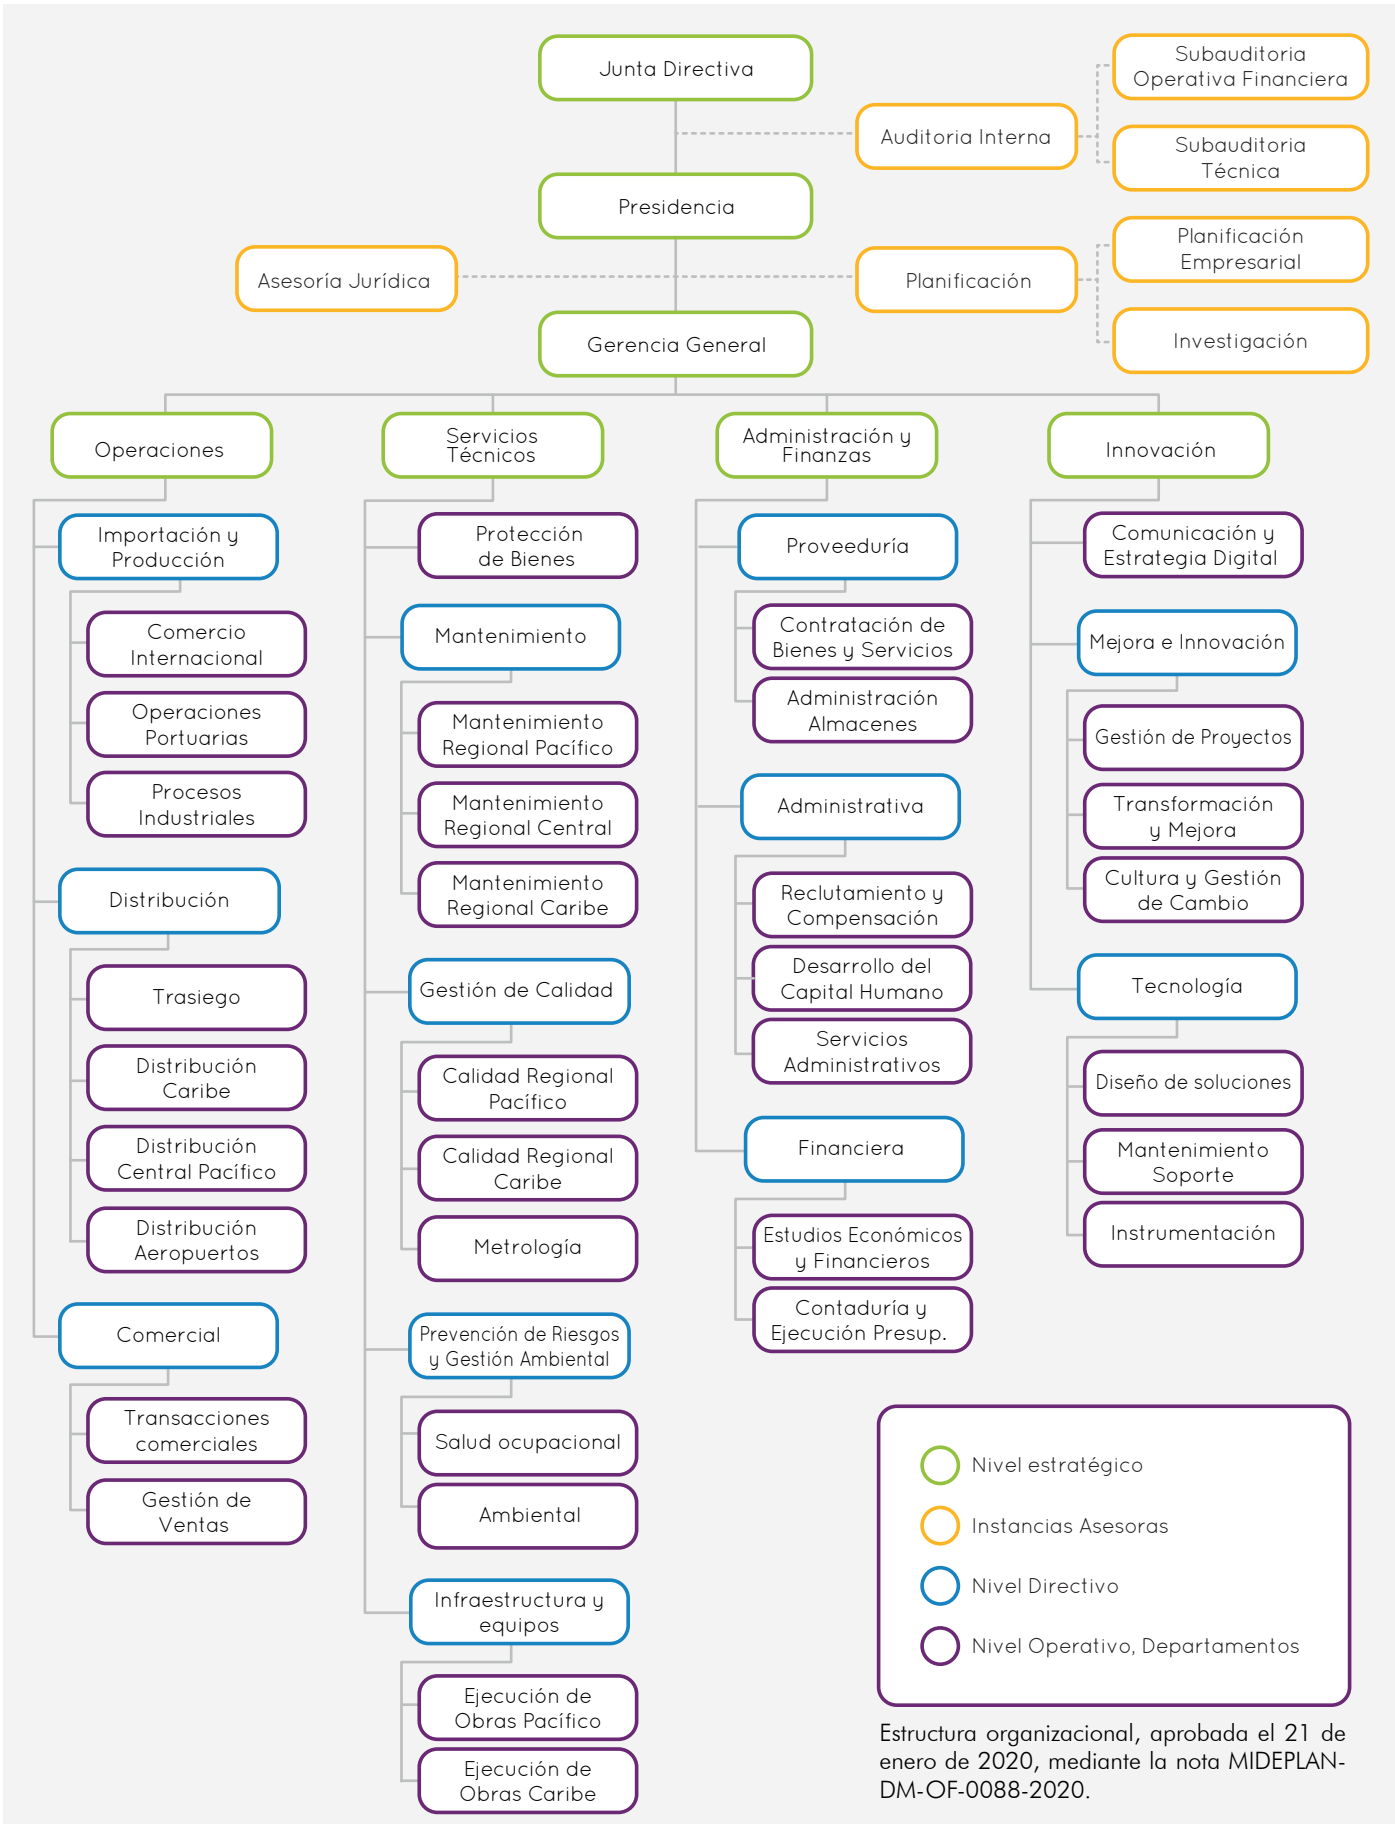 Junta Directiva
Auditoria Interna
Subauditoria
Operativa Financiera
Subauditoria
Técnica
Presidencia
Asesoría Jurídica
Planificación
Planificación
Empresarial
Investigación
Gerencia General
Operaciones
Importación y
Producción
Comercio
Internacional
Operaciones
Portuarias
Procesos
Industriales
Distribución
Trasiego
Distribución
Caribe
Distribución
Central Pacífico
Distribución
Aeropuertos
Comercial
Transacciones
comerciales
Gestión de
Ventas
Servicios
Técnicos
Protección
de Bienes
Mantenimiento
Mantenimiento
Regional Pacífico
Mantenimiento
Regional Central
Mantenimiento
Regional Caribe
Gestión de Calidad
Calidad Regional
Pacífico
Calidad Regional
Caribe
Metrología
Prevención de Riesgos
y Gestión Ambiental
Salud ocupacional
Ambiental
Infraestructura y
equipos
Ejecución de
Obras Pacífico
Ejecución de
Obras Caribe
Administración y
Finanzas
Proveeduría
Contratación de
Bienes y Servicios
Administración
Almacenes
Administrativa
Reclutamiento y
Compensación
Desarrollo del
Capital Humano
Servicios
Administrativos
Financiera
Estudios Económicos
y Financieros
Contaduría y
Ejecución Presup.
Innovación
Comunicación y
Estrategia Digital
Mejora e Innovación
Gestión de Proyectos
Transformación
y Mejora
Cultura y Gestión
de Cambio
Tecnología
Diseño de soluciones
Mantenimiento
Soporte
Instrumentación
Nivel estratégico
Instancias Asesoras
Nivel Directivo
Nivel Operativo, Departamentos
Estructura organizacional, aprobada el 21 de
enero de 2020, mediante la nota MIDEPLAN-
DM-OF-0088-2020.